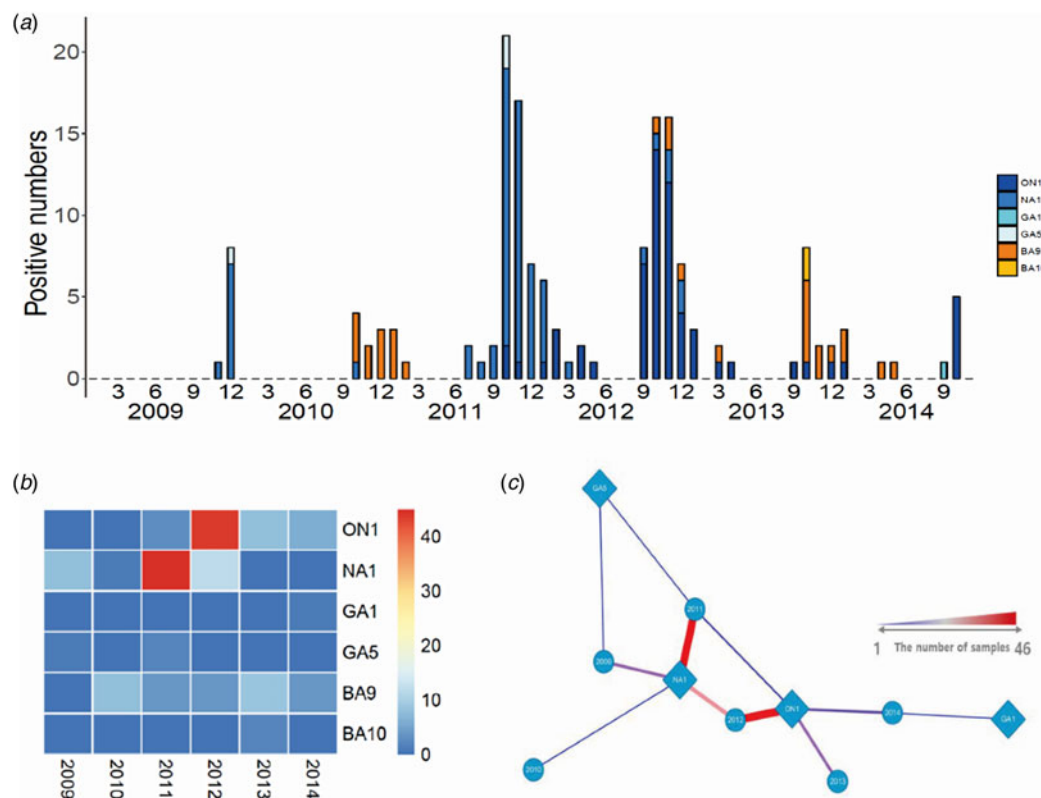 (a)
Positive numbers
20
15
10
5
0
3 6 9 12 3 6 9 12 3 6 9 12 3 6 9 12 3 6 9 12 3 6 9
2009 2010 2011 2012 2013 2014
ON1
NA1
GA1
GA5
BA9
BA1
(b)
ON1
NA1
GA1
GA5
BA9
BA10
40
30
20
10
0
2009 2010 2011 2012 2013 2014
(c)
GA5
2011
2009
NA1
2012
ON1
2014
GA1
2010
2013
1 The number of samples 46